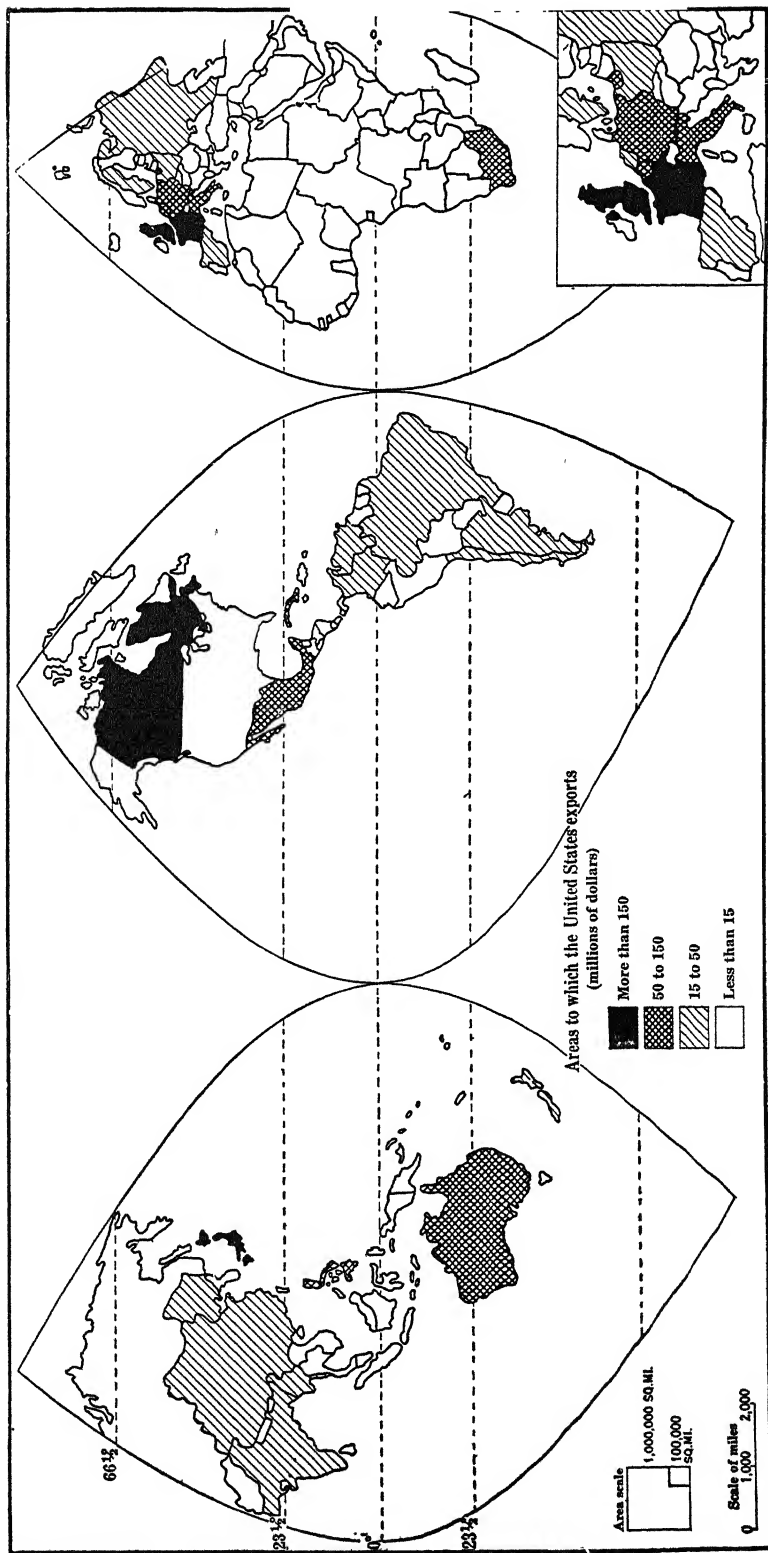 66½
23½
0°
23½
Areas to which the United States exports
(millions of dollars)
More than 150
50 to 150
15 to 50
Less than 15
Area scale
1,000,000 SQ.MI.
100,000
SQ.MI.
Scale of miles
0 1,000 2,000